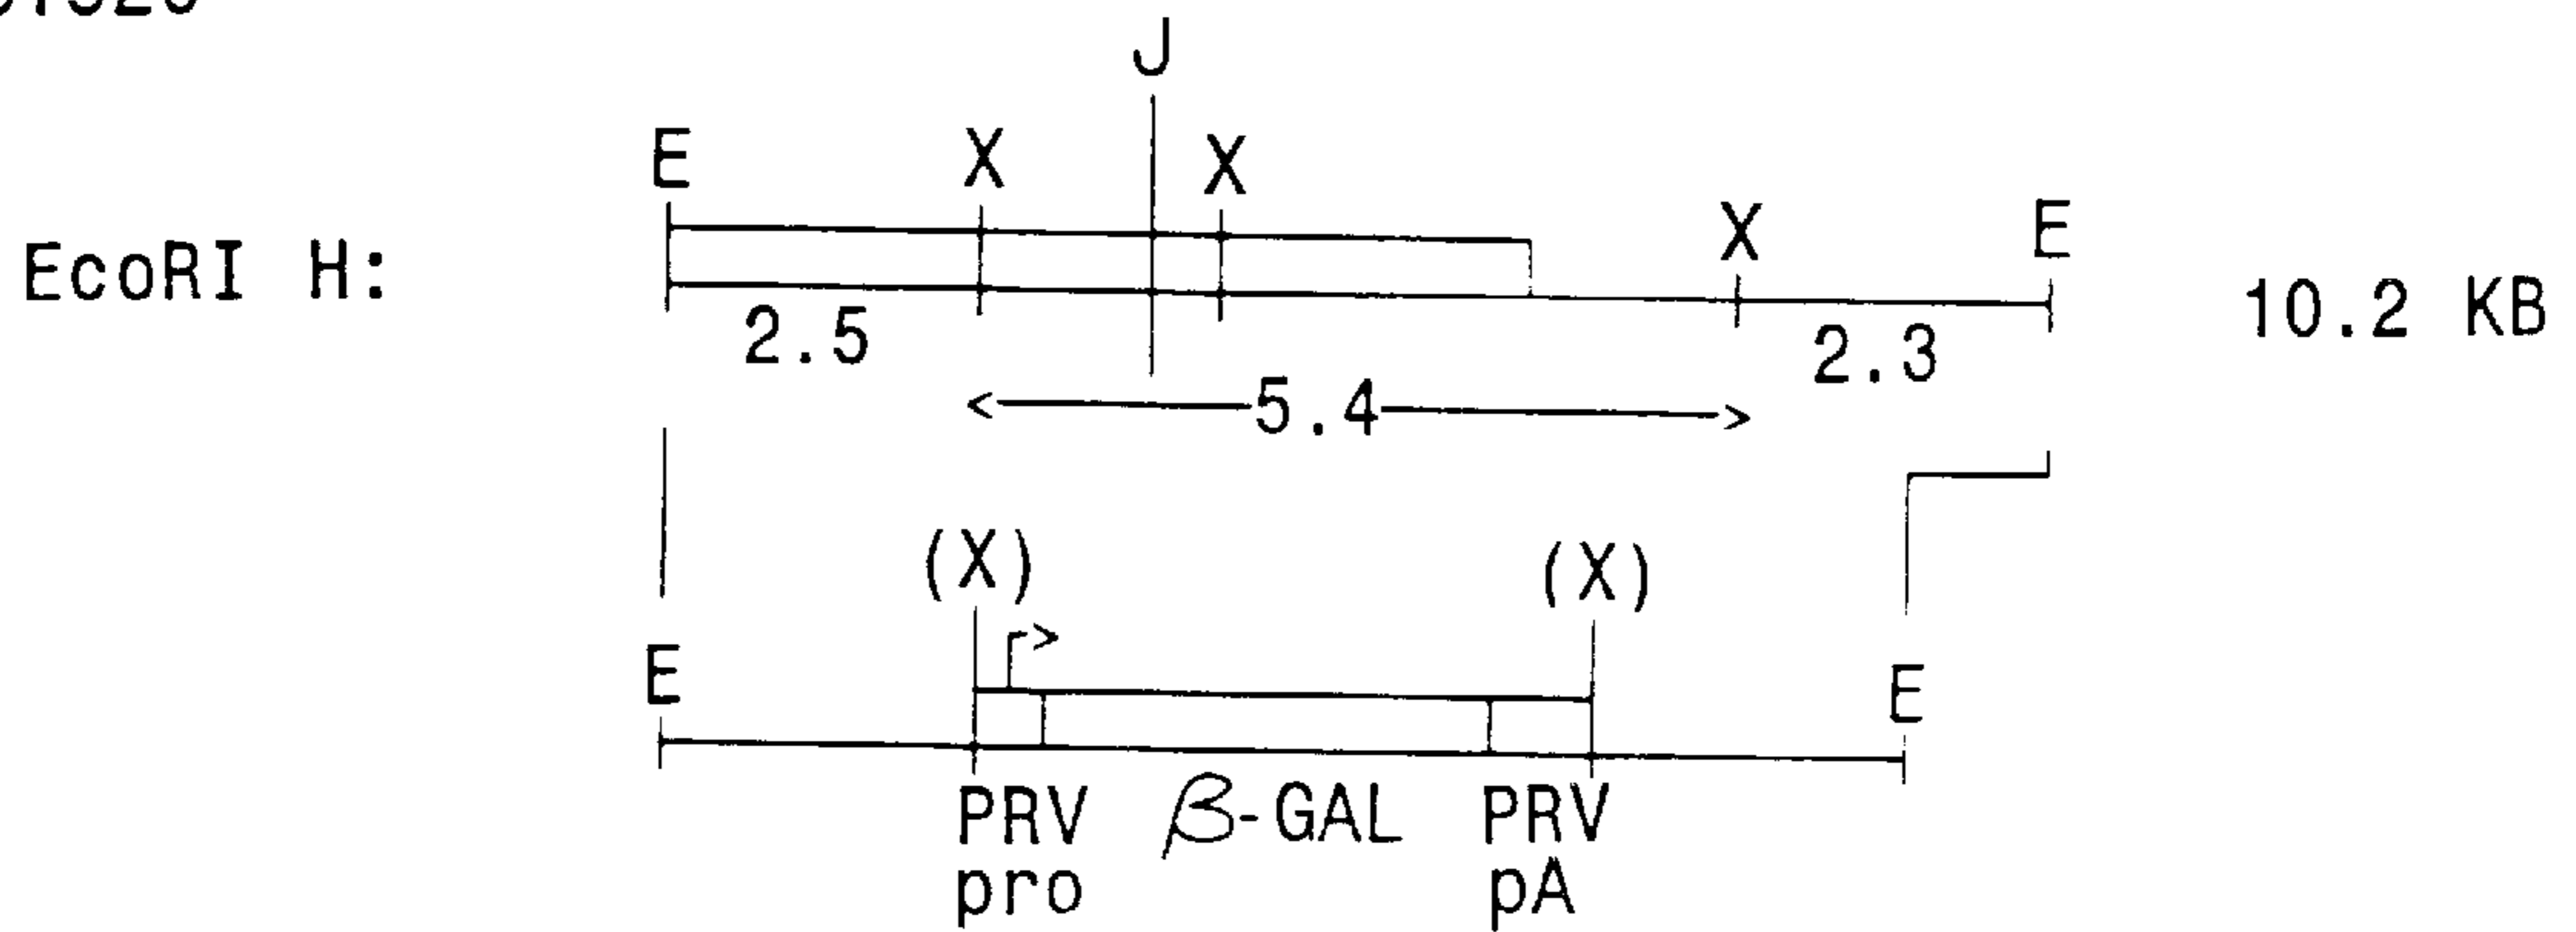 J
E X X X E
EcoRI H: 10.2 KB
2.5 2.3
<-5.4->
(X) (X)
E E
PRV β-GAL PRV
pro pA